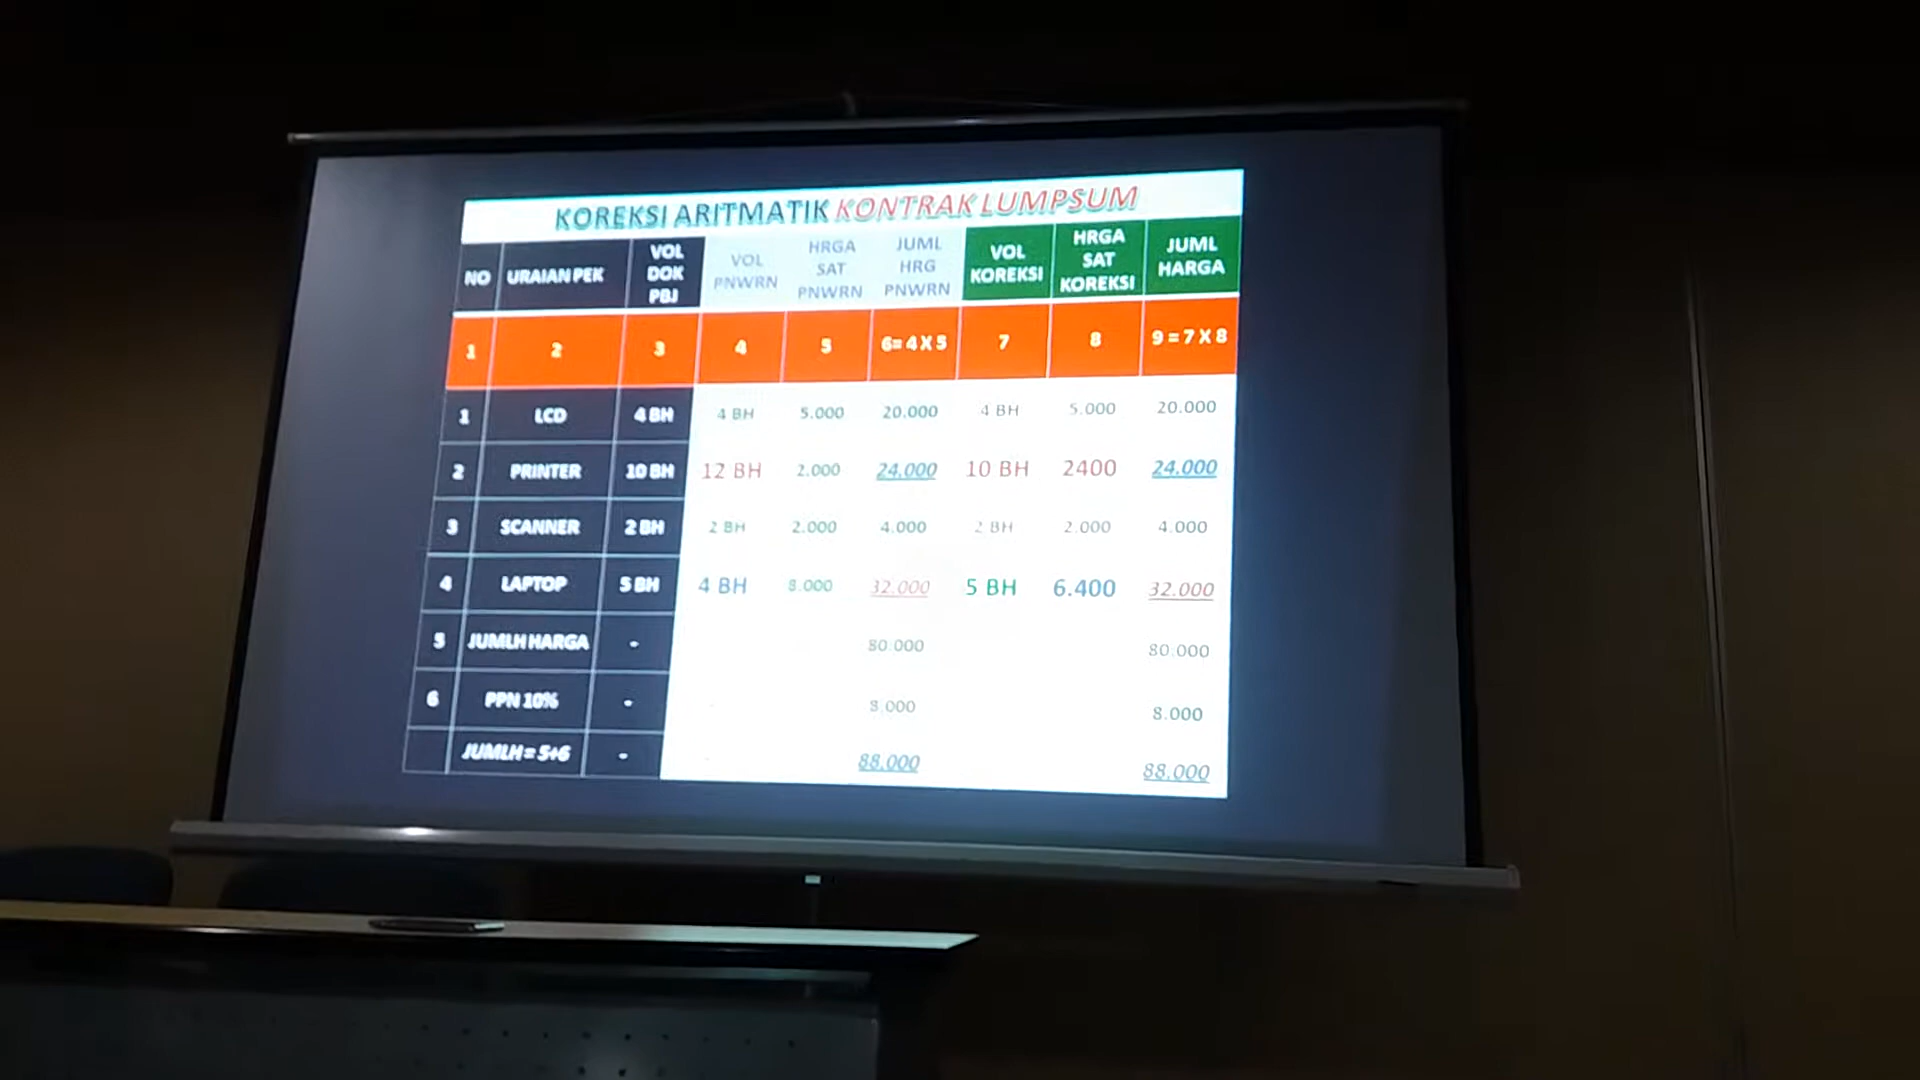 KOREKSI ARITMATIK KONTRAK LUMPSUM
NO URAIAN PEK VOL DOK PBJ VOL PNWRN HRGA SAT PNWRN JUML HRG PNWRN VOL KOREKSI HRGA SAT KOREKSI JUML HARGA
1 2 3 4 5 6=4X5 7 8 9=7X8
1 LCD 4 BH 4 BH 5.000 20.000 4 BH 5.000 20.000
2 PRINTER 10 BH 12 BH 2.000 24.000 10 BH 2400 24.000
3 SCANNER 2 BH 2 BH 2.000 4.000 2 BH 2.000 4.000
4 LAPTOP 5 BH 4 BH 8.000 32.000 5 BH 6.400 32.000
5 JUMLH HARGA - 80.000 80.000
6 PPN 10% - 8.000 8.000
JUMLH = 5+6 - 88.000 88.000